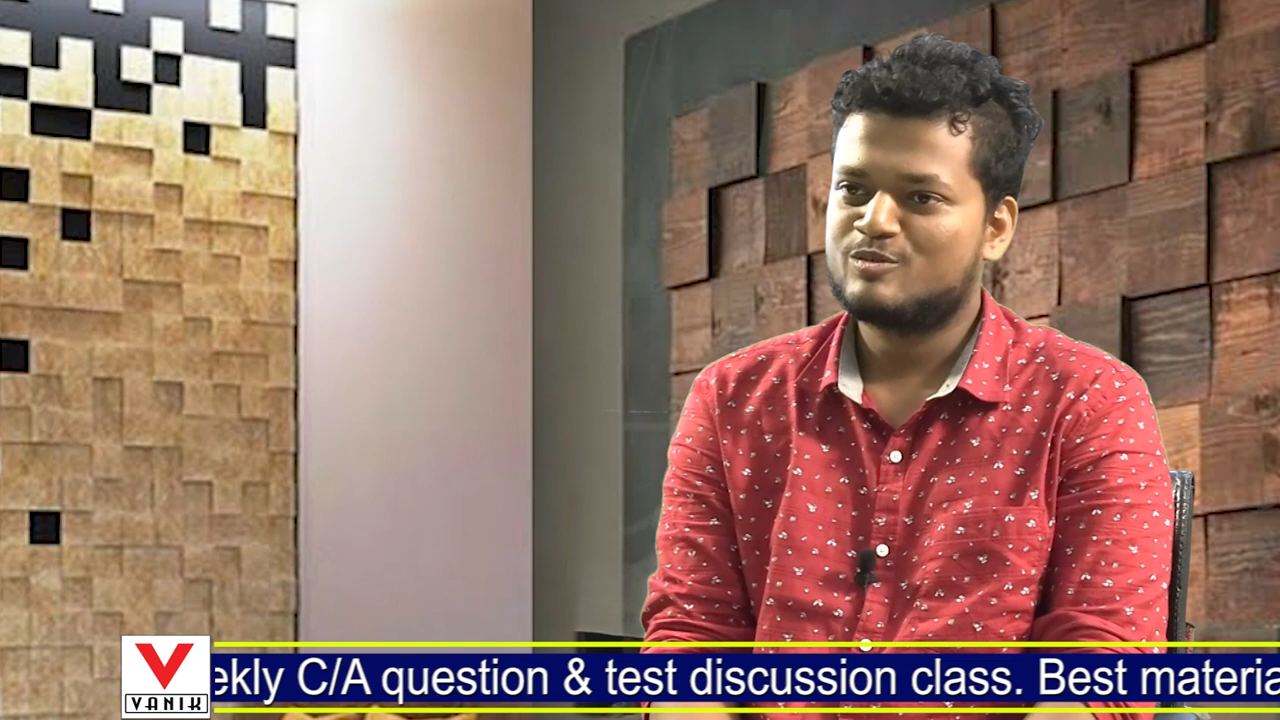 ekly C/A question & test discussion class. Best materia
V
VANIK